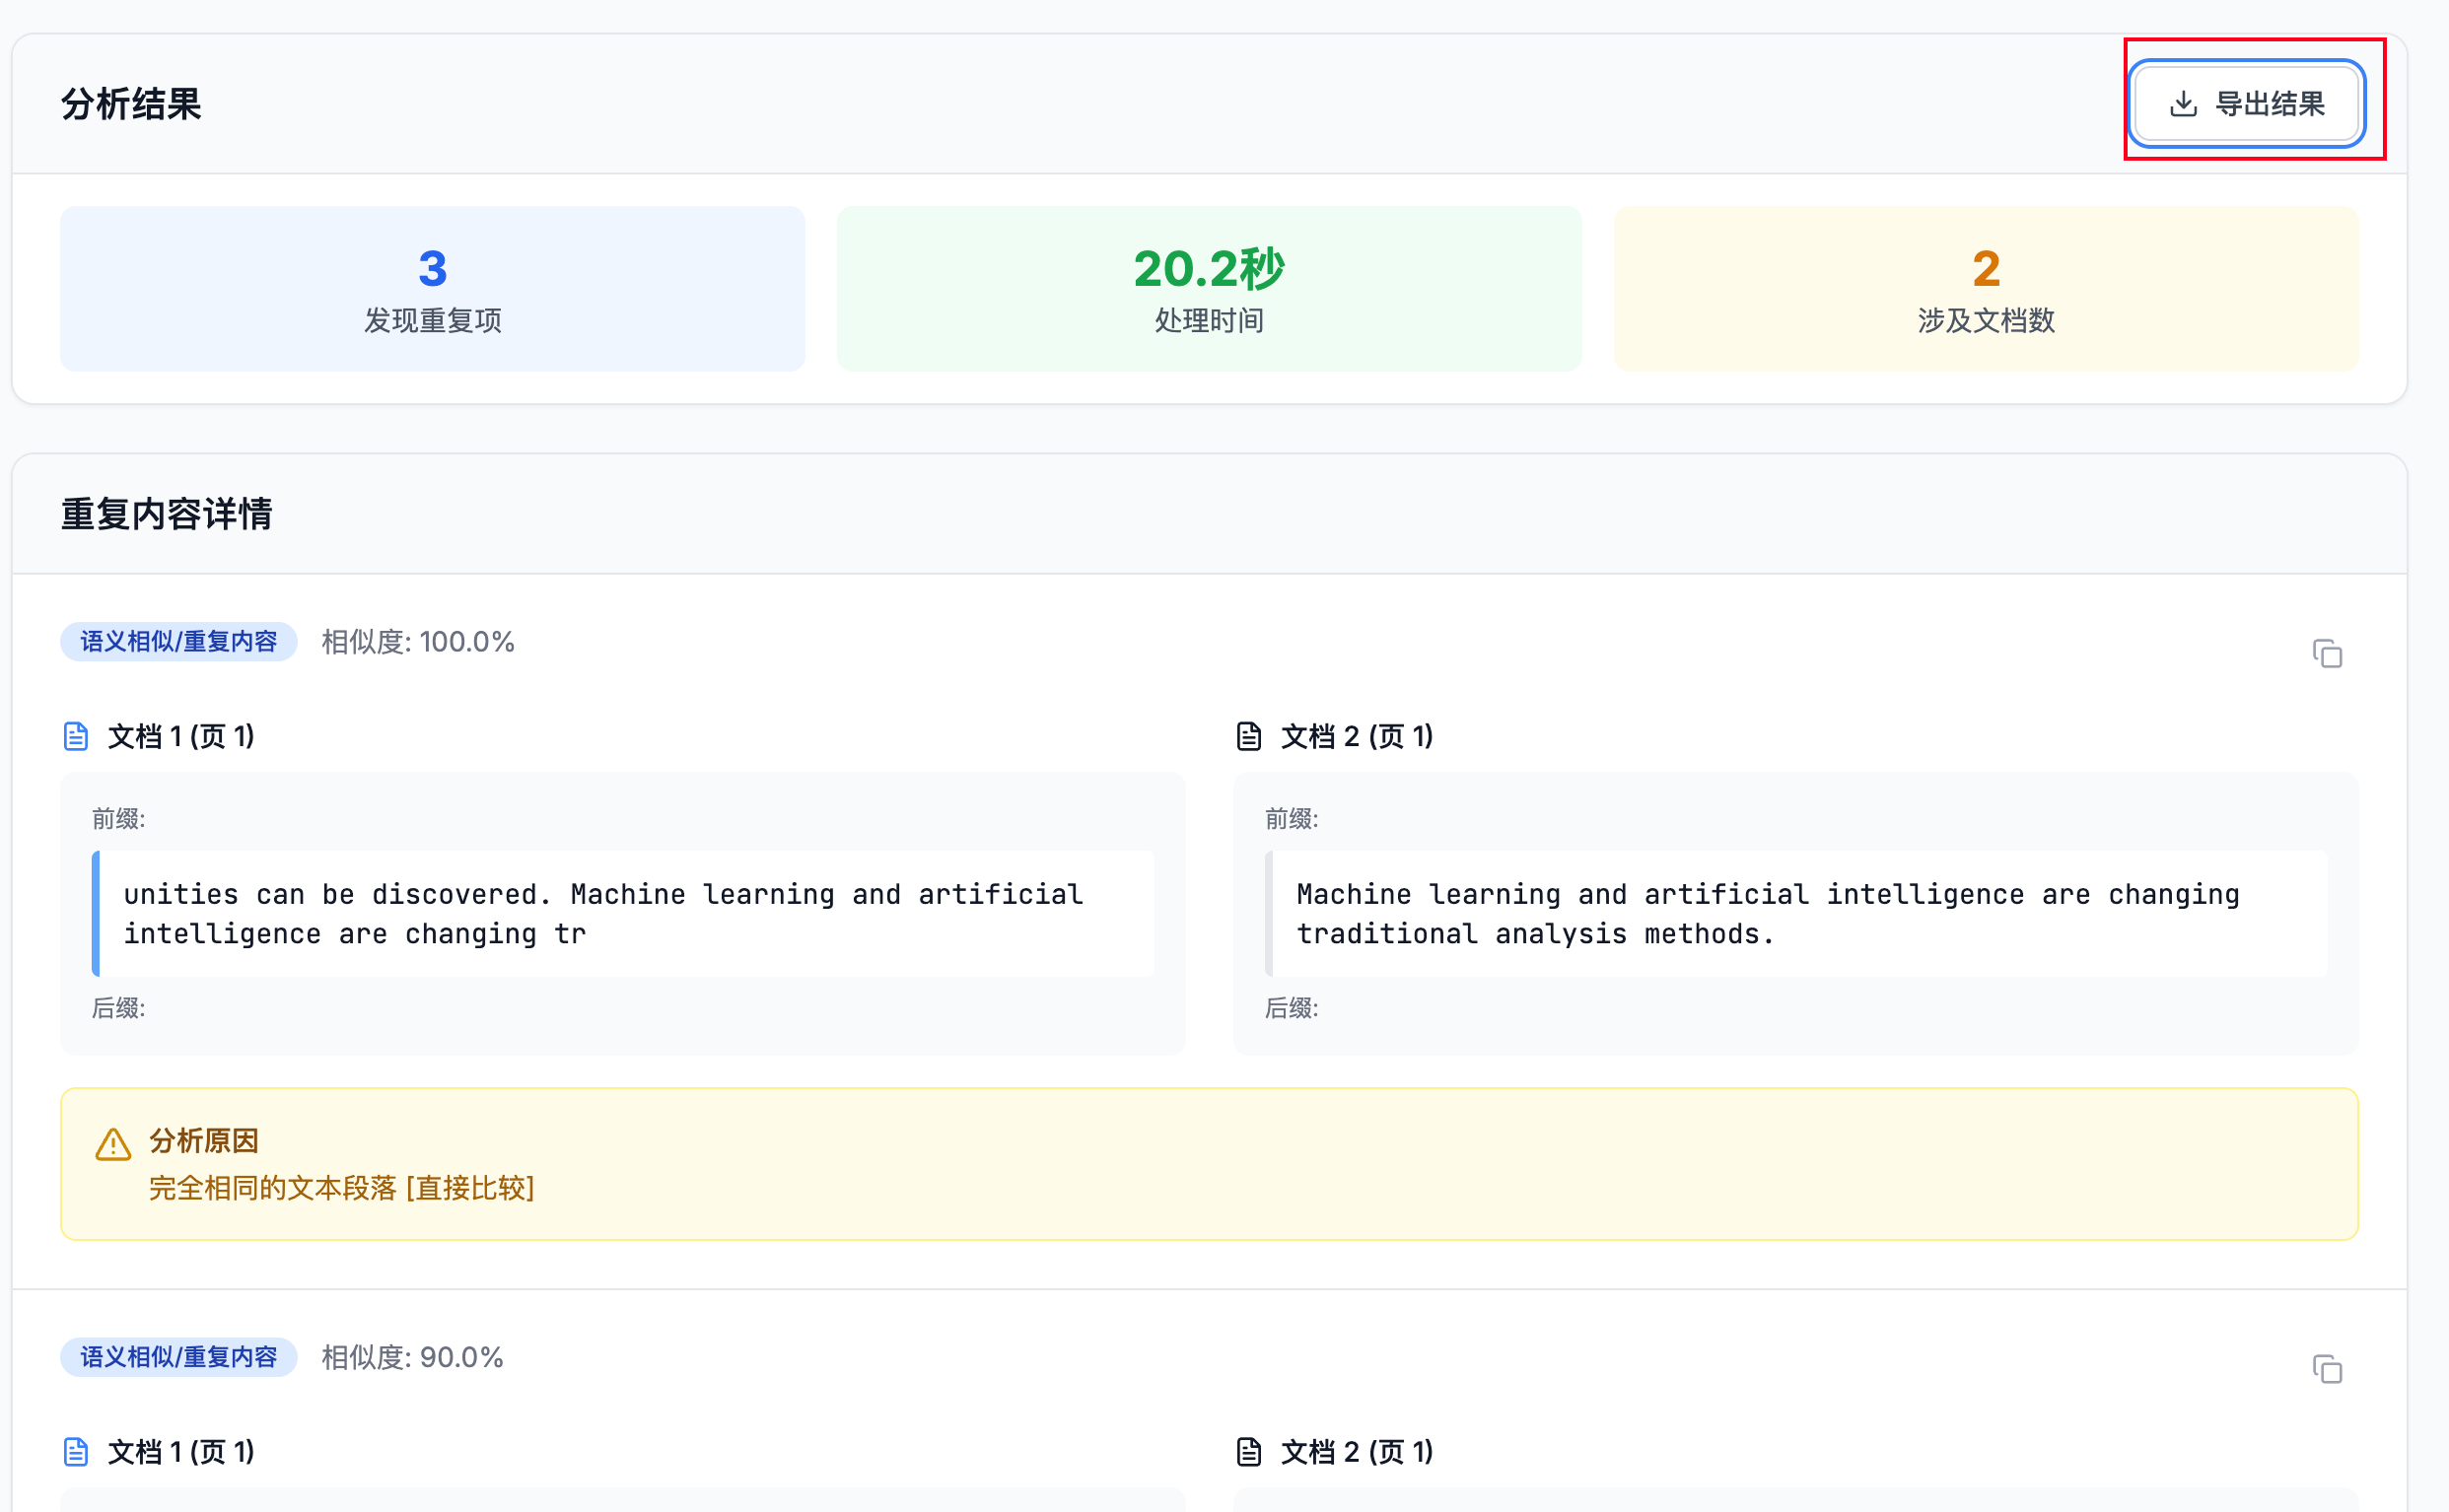 分析结果
导出结果
3
发现重复项
20.2秒
处理时间
2
涉及文档数
重复内容详情
语义相似/重复内容 相似度: 100.0%
文档 1 (页 1)
前缀:
unities can be discovered. Machine learning and artificial
intelligence are changing tr
后缀:
文档 2 (页 1)
前缀:
Machine learning and artificial intelligence are changing
traditional analysis methods.
后缀:
分析原因
完全相同的文本段落 [直接比较]
语义相似/重复内容 相似度: 90.0%
文档 1 (页 1)
文档 2 (页 1)